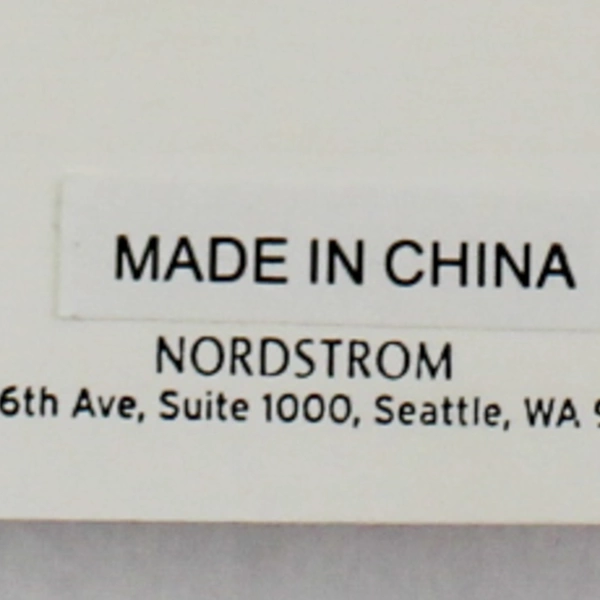 MADE IN CHINA
NORDSTROM
6th Ave, Suite 1000, Seattle, WA